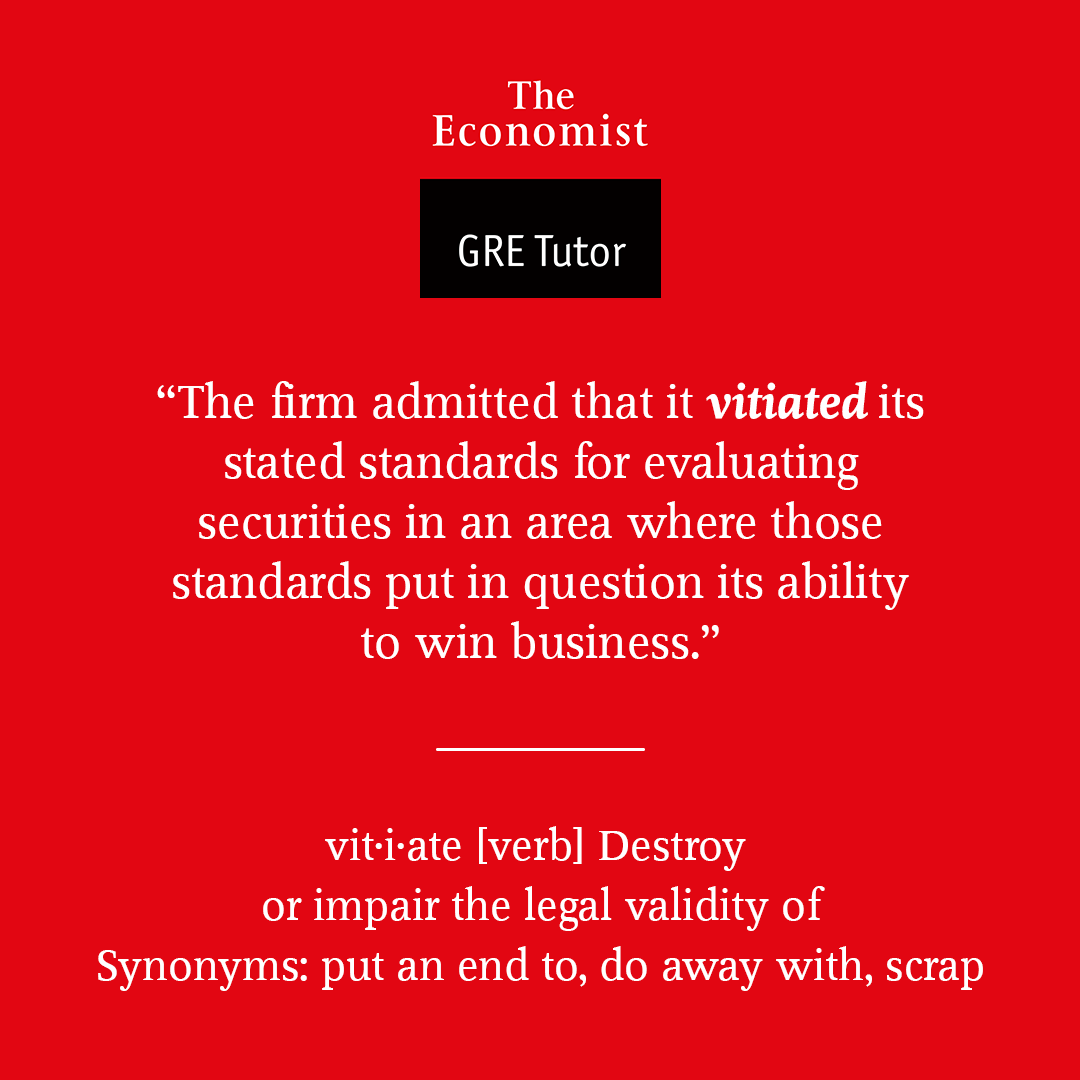 The
Economist
GRE Tutor
“The firm admitted that it vitiated its
stated standards for evaluating
securities in an area where those
standards put in question its ability
to win business.”
vit·i·ate [verb] Destroy
or impair the legal validity of
Synonyms: put an end to, do away with, scrap